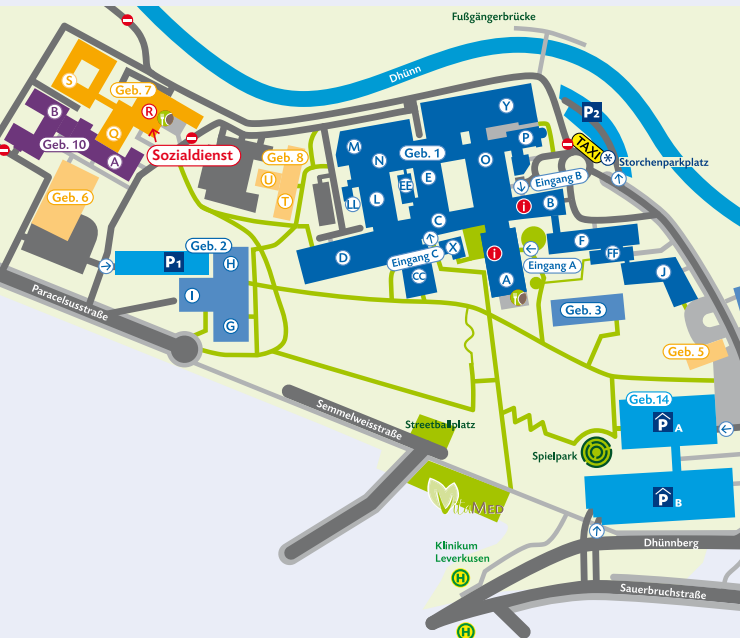 Fußgängerbrücke
Dhünn
S
Geb. 7
B
R
Q
Geb. 10
A
Sozialdienst
Geb. 6
Geb. 8
U
T
M
N
Geb. 1
E
EE
L
LL
O
Y
P
P2
TAXI
Storchenparkplatz
Eingang B
i
B
C
Eingang C
X
CC
D
i
A
Eingang A
F
FF
J
Geb. 2
P1
H
I
G
Geb. 3
Geb. 5
Paracelsusstraße
Semmelweisstraße
Streetballplatz
Geb. 14
P A
P B
Spielpark
VitaMed
Klinikum
Leverkusen
H
H
Dhünnberg
Sauerbruchstraße